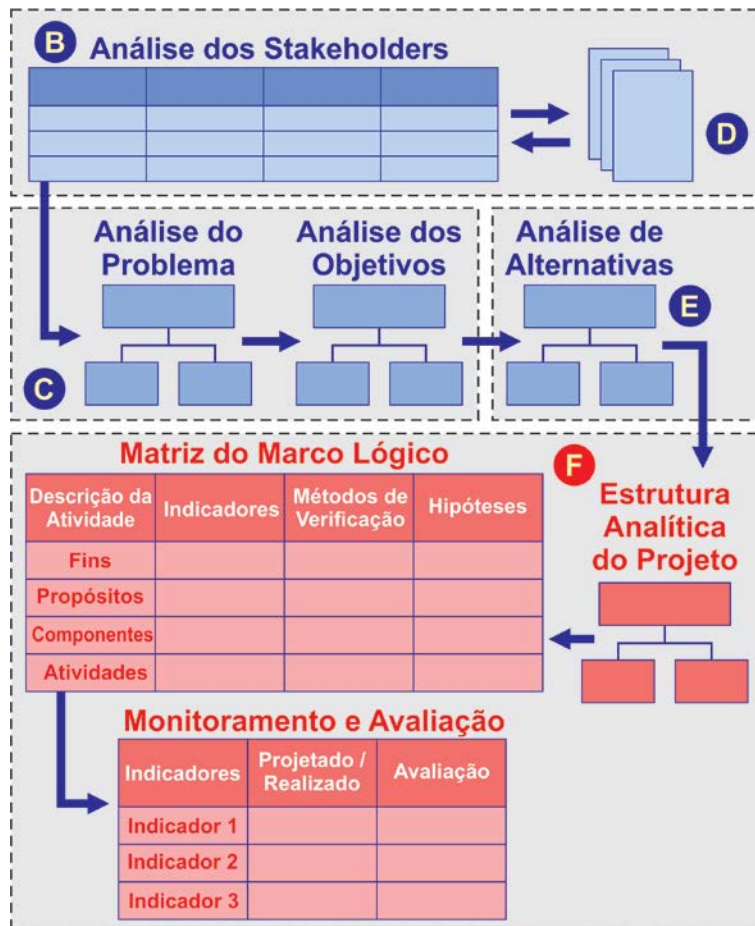 B
Análise dos Stakeholders
D
Análise do
Problema
Análise dos
Objetivos
Análise de
Alternativas
E
C
Matriz do Marco Lógico
F
Estrutura
Analítica
do Projeto
Descrição da
Atividade
Indicadores
Métodos de
Verificação
Hipóteses
Fins
Propósitos
Componentes
Atividades
Monitoramento e Avaliação
Indicadores
Projetado /
Realizado
Avaliação
Indicador 1
Indicador 2
Indicador 3